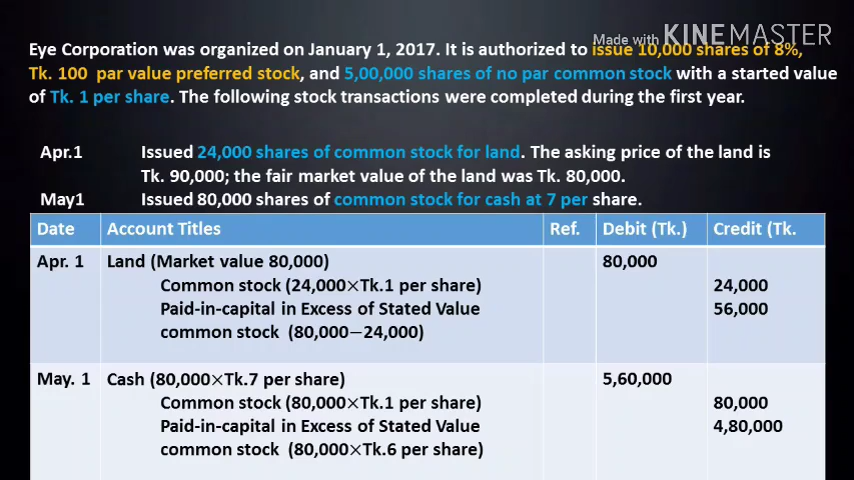 Made with KINEMASTER
Eye Corporation was organized on January 1, 2017. It is authorized to issue 10,000 shares of 8%,
Tk. 100 par value preferred stock, and 5,00,000 shares of no par common stock with a started value
of Tk. 1 per share. The following stock transactions were completed during the first year.
Apr.1 Issued 24,000 shares of common stock for land. The asking price of the land is
Tk. 90,000; the fair market value of the land was Tk. 80,000.
May1 Issued 80,000 shares of common stock for cash at 7 per share.
Date Account Titles Ref. Debit (Tk.) Credit (Tk.
Apr. 1 Land (Market value 80,000) 80,000
Common stock (24,000×Tk.1 per share) 24,000
Paid-in-capital in Excess of Stated Value 56,000
common stock (80,000−24,000)
May. 1 Cash (80,000×Tk.7 per share) 5,60,000
Common stock (80,000×Tk.1 per share) 80,000
Paid-in-capital in Excess of Stated Value 4,80,000
common stock (80,000×Tk.6 per share)